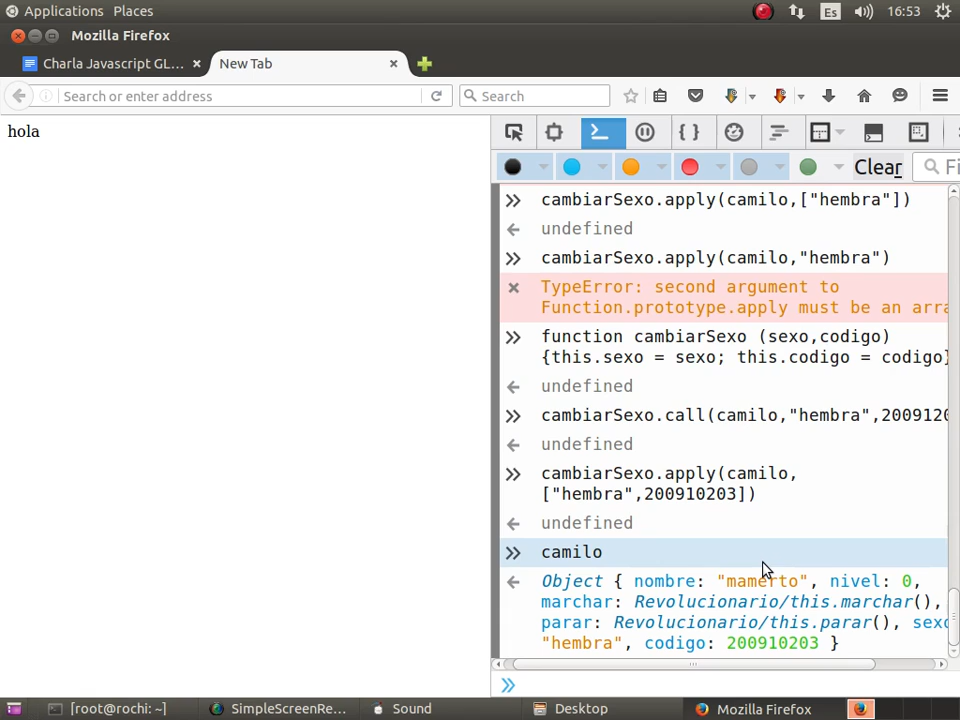 Applications Places Es 16:53
Mozilla Firefox
Charla Javascript GL... New Tab
Search or enter address Search
hola
Clear Fi
cambiarSexo.apply(camilo,["hembra"])
undefined
cambiarSexo.apply(camilo,"hembra")
TypeError: second argument to
Function.prototype.apply must be an arra
function cambiarSexo (sexo,codigo)
{this.sexo = sexo; this.codigo = codigo}
undefined
cambiarSexo.call(camilo,"hembra",2009120
undefined
cambiarSexo.apply(camilo,
["hembra",200910203])
undefined
camilo
Object { nombre: "mamerto", nivel: 0,
marchar: Revolucionario/this.marchar(),
parar: Revolucionario/this.parar(), sexo
"hembra", codigo: 200910203 }
[root@rochi: ~] SimpleScreenRe... Sound Desktop Mozilla Firefox